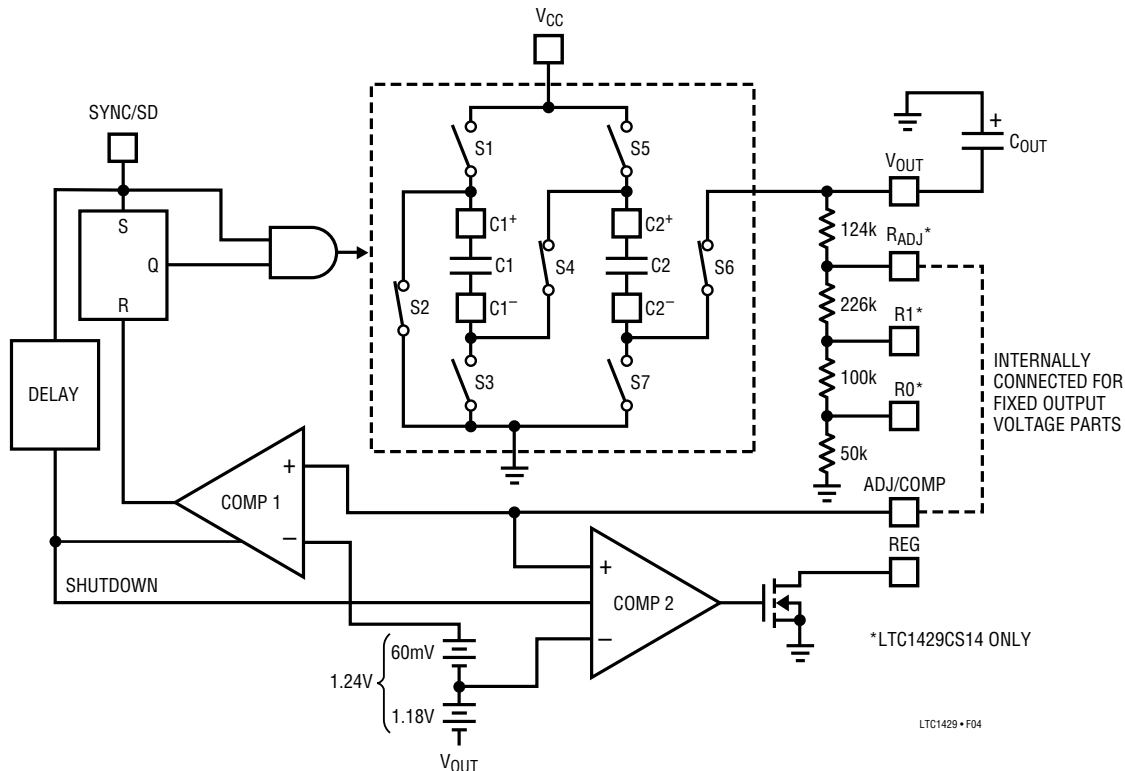 VCC
SYNC/SD
S
Q
R
DELAY
S1
S5
C1+
C1
C1−
S2
S4
C2+
C2
C2−
S6
S3
S7
+
COUT
VOUT
124k
RADJ*
226k
R1*
100k
R0*
50k
INTERNALLY
CONNECTED FOR
FIXED OUTPUT
VOLTAGE PARTS
ADJ/COMP
REG
COMP 1
+
−
SHUTDOWN
COMP 2
+
−
60mV
1.24V
1.18V
VOUT
*LTC1429CS14 ONLY
LTC1429 • F04